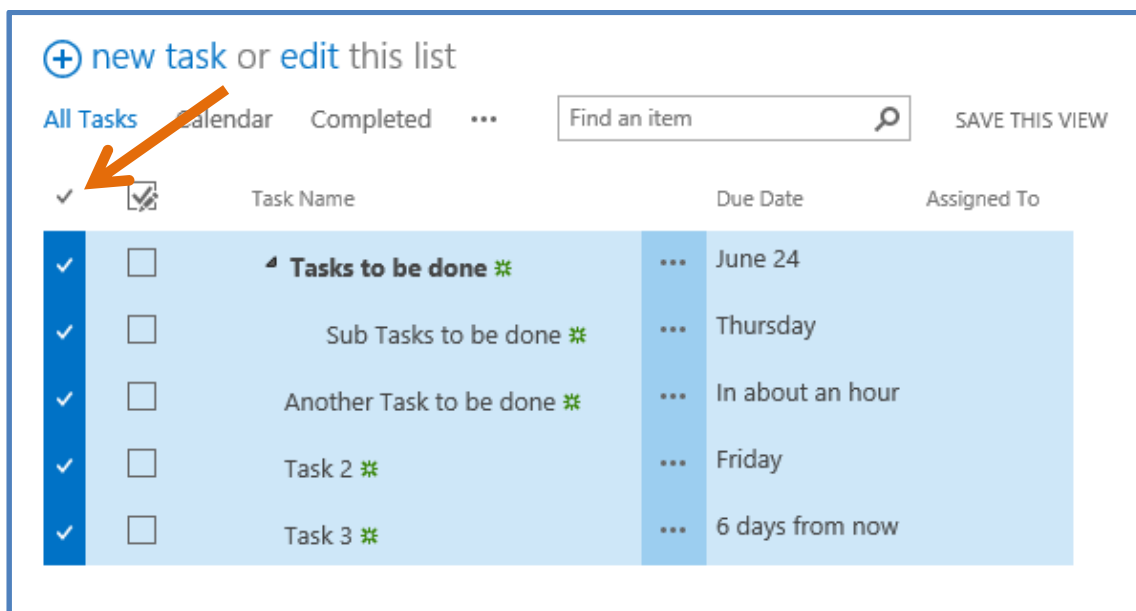 new task or edit this list
All Tasks Calendar Completed ... Find an item SAVE THIS VIEW
Task Name Due Date Assigned To
Tasks to be done ... June 24
Sub Tasks to be done ... Thursday
Another Task to be done ... In about an hour
Task 2 ... Friday
Task 3 ... 6 days from now